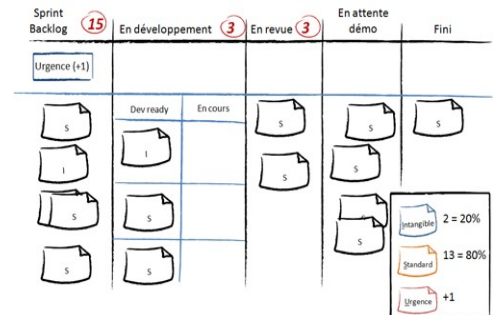 Sprint
Backlog 15
En développement 3
En revue 3
En attente
démo
Fini
Urgence (+1)
Dev ready
En cours
S
S
S
I
I
S
S
S
S
S
S
S
S
S
Intangible 2 = 20%
Standard 13 = 80%
Urgence +1